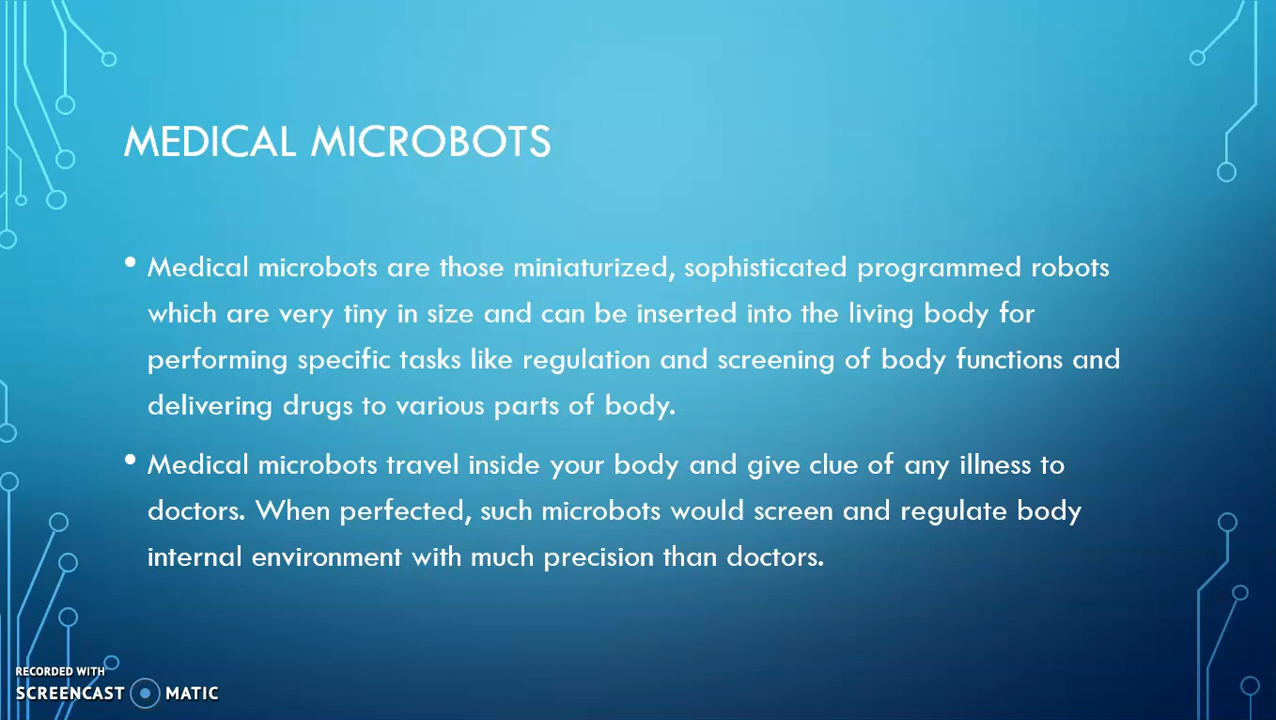 MEDICAL MICROBOTS
• Medical microbots are those miniaturized, sophisticated programmed robots
which are very tiny in size and can be inserted into the living body for
performing specific tasks like regulation and screening of body functions and
delivering drugs to various parts of body.
• Medical microbots travel inside your body and give clue of any illness to
doctors. When perfected, such microbots would screen and regulate body
internal environment with much precision than doctors.
RECORDED WITH
SCREENCAST MATIC